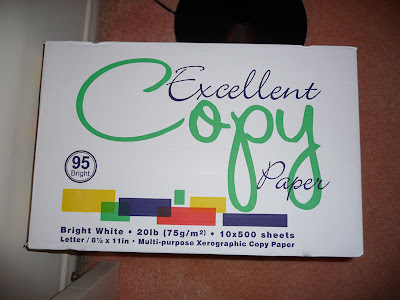 Excellent
Copy
Paper
95
Bright
Bright White • 20lb (75g/m²) • 10x500 sheets
Letter / 8½ x 11in • Multi-purpose Xerographic Copy Paper